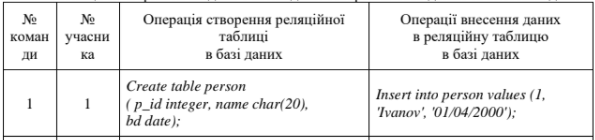 № коман ди
№ учасни ка
Операція створення реляційної таблиці в базі даних
Операції внесення даних в реляційну таблицю в базі даних
1
1
Create table person
( p_id integer, name char(20),
bd date);
Insert into person values (1,
'Ivanov', '01/04/2000');